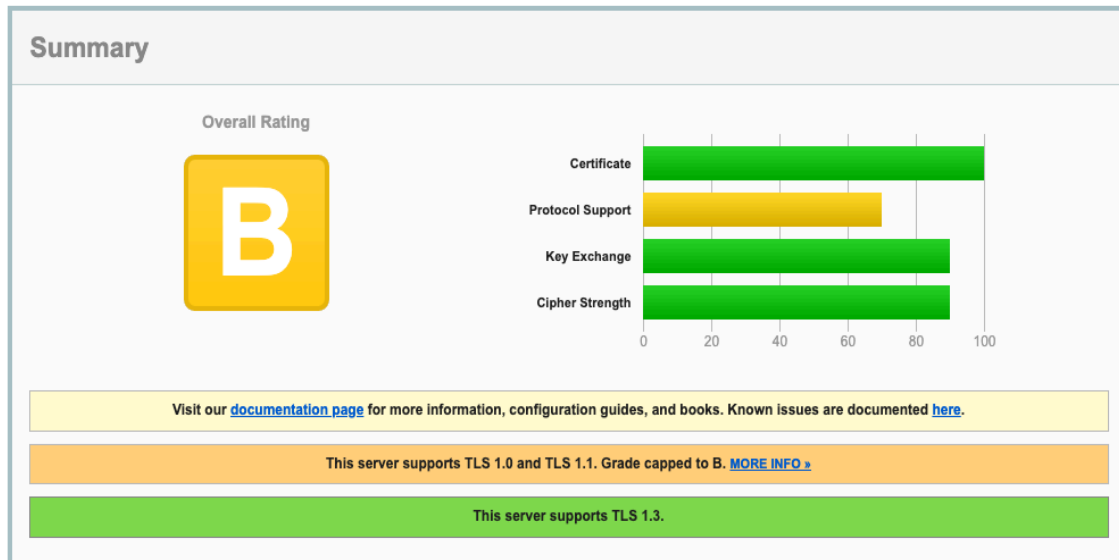 Summary
Overall Rating
B
Certificate
Protocol Support
Key Exchange
Cipher Strength
0 20 40 60 80 100
Visit our documentation page for more information, configuration guides, and books. Known issues are documented here.
This server supports TLS 1.0 and TLS 1.1. Grade capped to B. MORE INFO »
This server supports TLS 1.3.